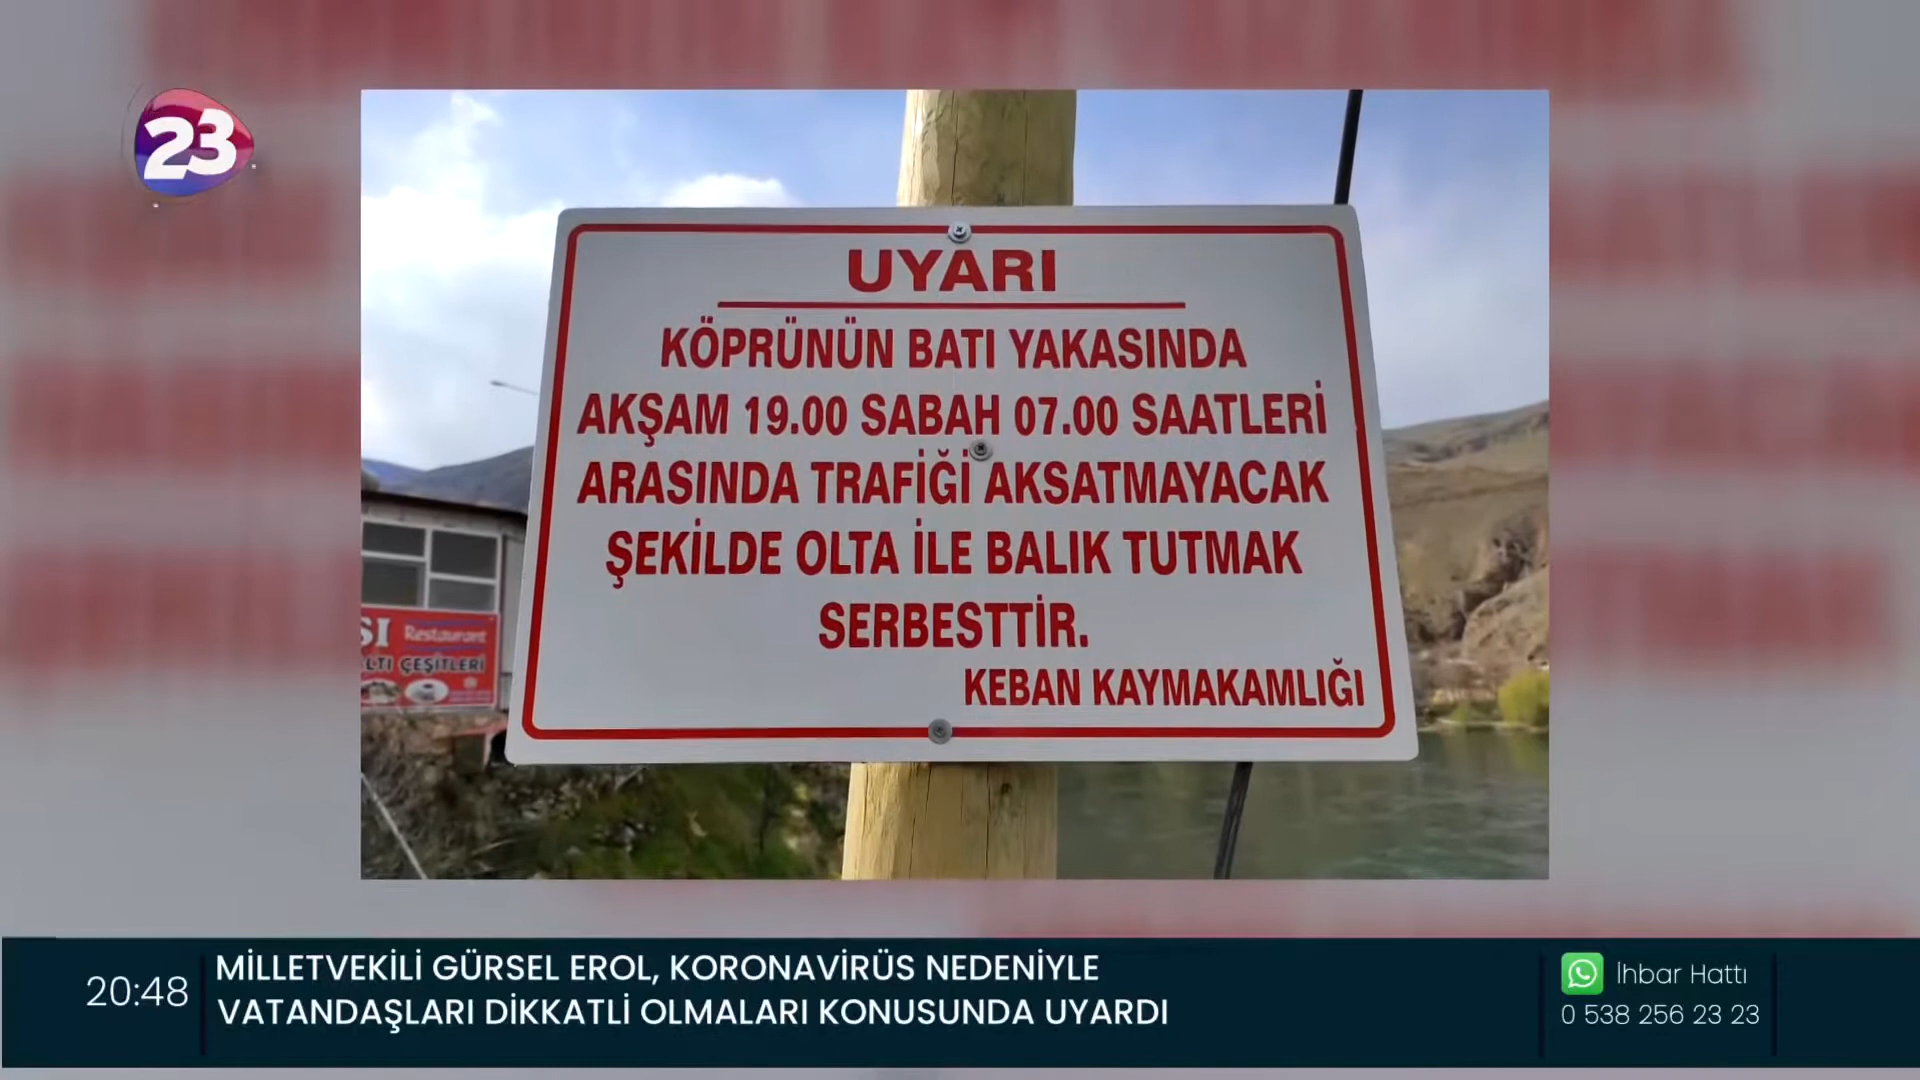 23
UYARI
KÖPRÜNÜN BATI YAKASINDA
AKŞAM 19.00 SABAH 07.00 SAATLERİ
ARASINDA TRAFİĞİ AKSATMAYACAK
ŞEKİLDE OLTA İLE BALIK TUTMAK
SERBESTTİR.
KEBAN KAYMAKAMLIĞI
SI Restaurant
ALTI ÇEŞİTLERİ
20:48
MİLLETVEKİLİ GÜRSEL EROL, KORONAVİRÜS NEDENİYLE
VATANDAŞLARI DİKKATLİ OLMALARI KONUSUNDA UYARDI
İhbar Hattı
0 538 256 23 23